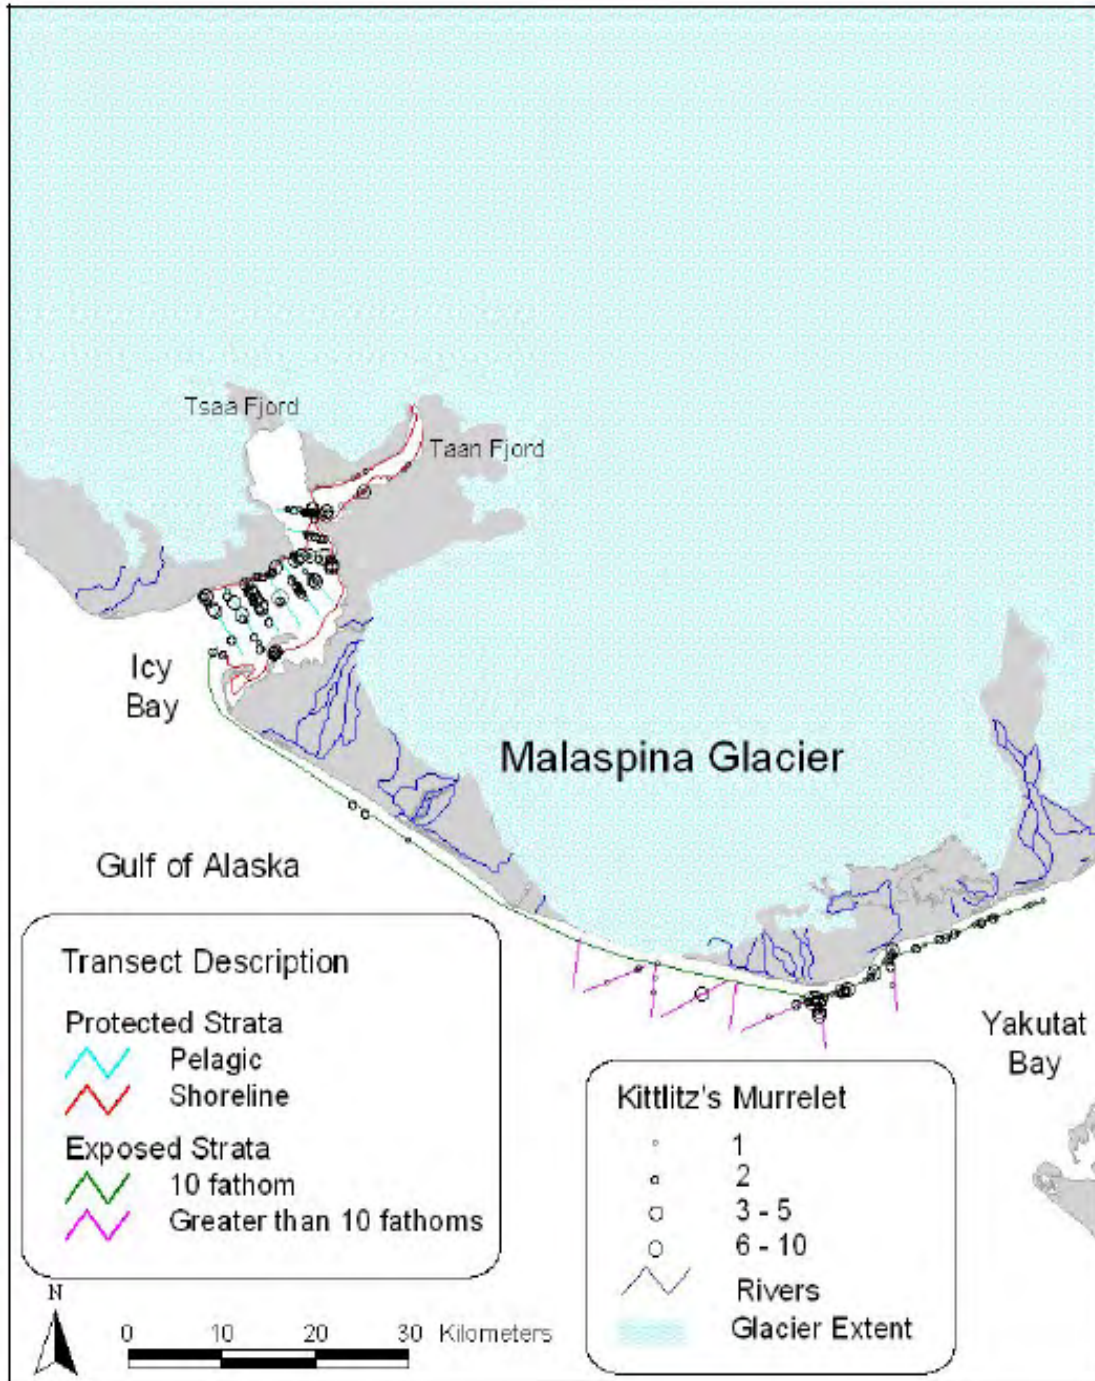 Tsaa Fjord
Taan Fjord
Icy
Bay
Malaspina Glacier
Gulf of Alaska
Yakutat
Bay
Transect Description
Protected Strata
Pelagic
Shoreline
Exposed Strata
10 fathom
Greater than 10 fathoms
Kittlitz's Murrelet
1
2
3 - 5
6 - 10
Rivers
Glacier Extent
N
0 10 20 30 Kilometers